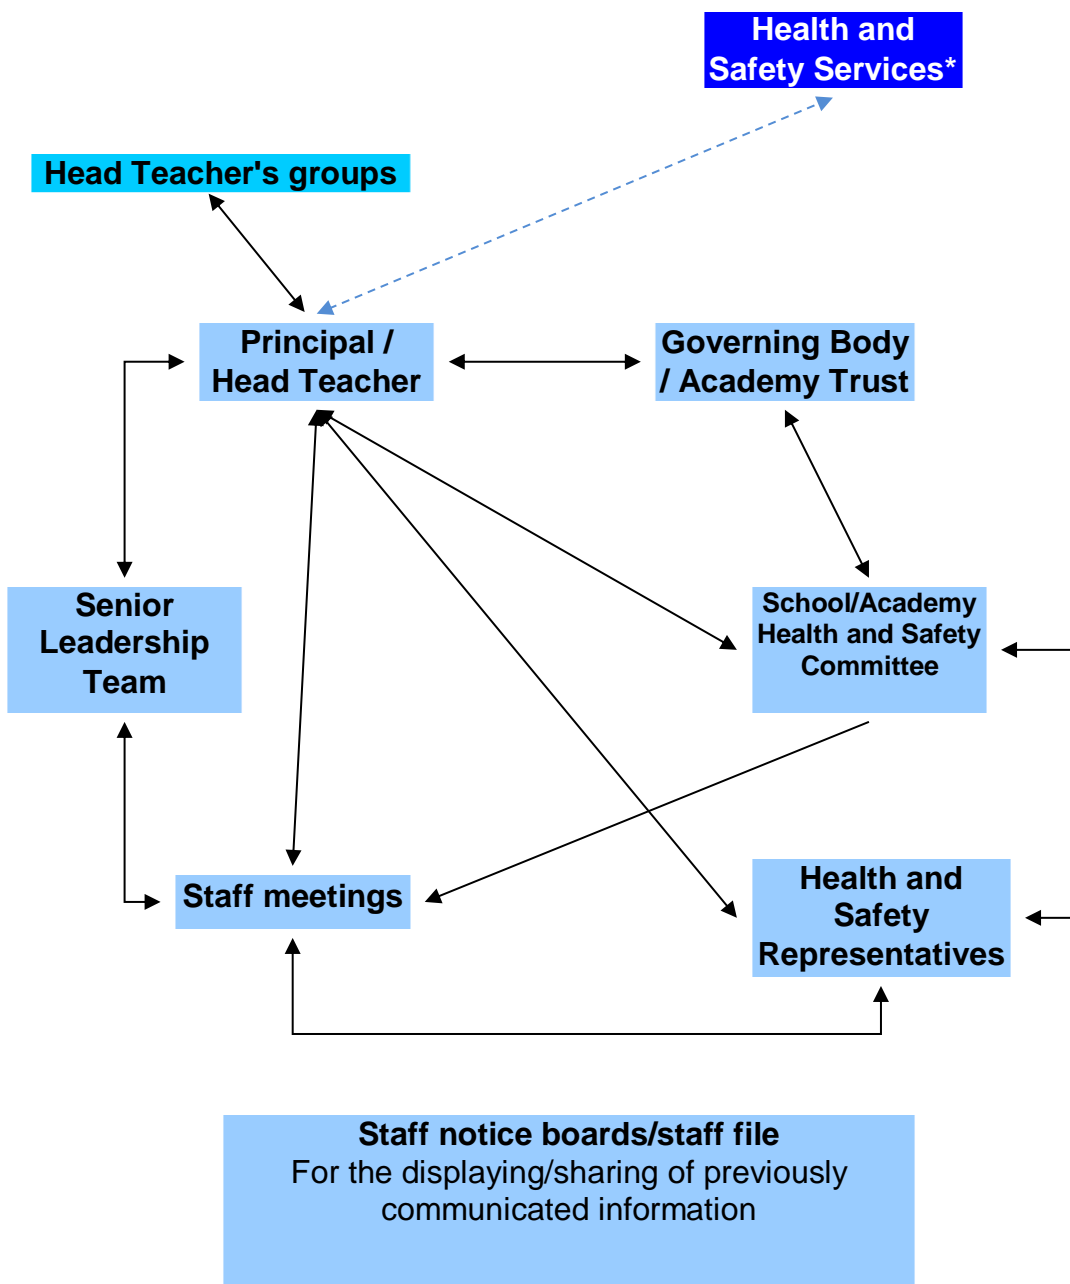 Health and
Safety Services*
Head Teacher's groups
Principal /
Head Teacher
Governing Body
/ Academy Trust
Senior
Leadership
Team
School/Academy
Health and Safety
Committee
Staff meetings
Health and
Safety
Representatives
Staff notice boards/staff file
For the displaying/sharing of previously
communicated information